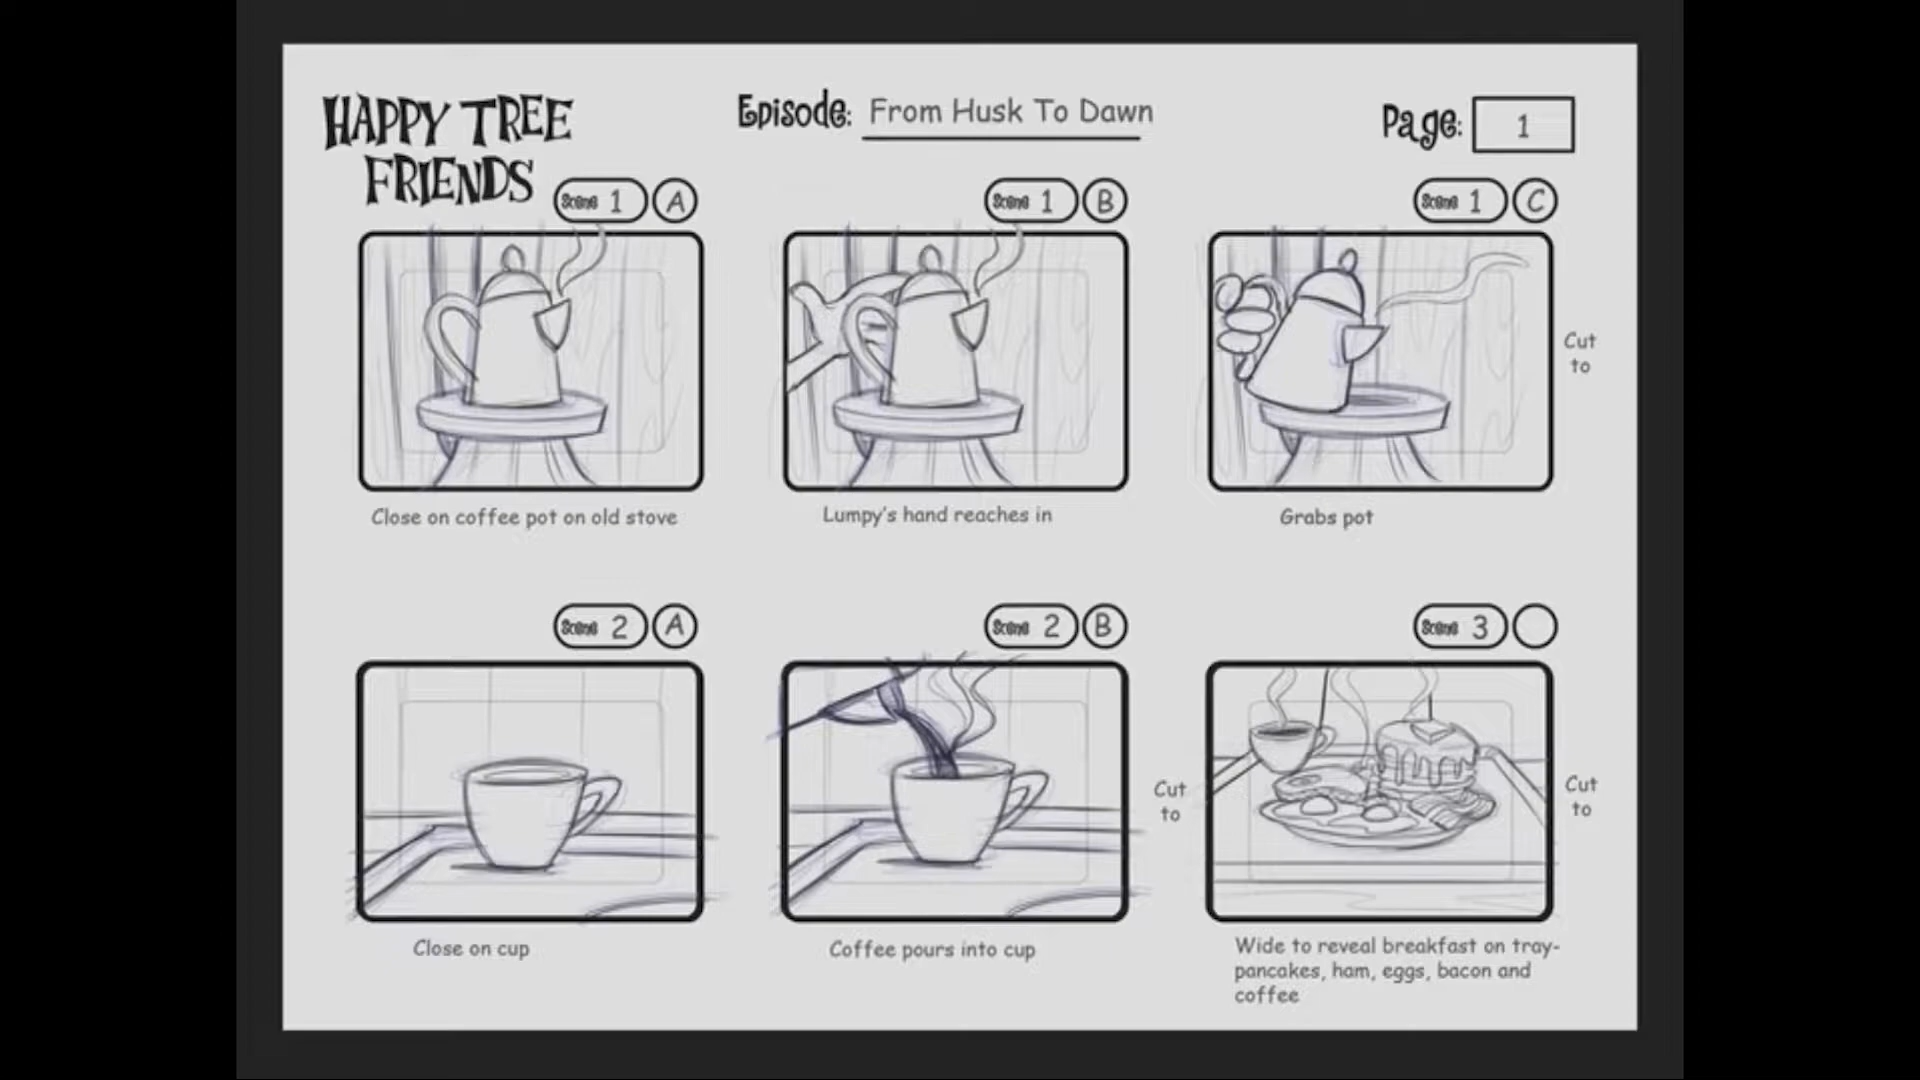 HAPPY TREE
FRIENDS
Episode: From Husk To Dawn
Page: 1
Scene 1 A
Scene 1 B
Scene 1 C
Cut
to
Close on coffee pot on old stove
Lumpy's hand reaches in
Grabs pot
Scene 2 A
Scene 2 B
Scene 3
Cut
to
Cut
to
Close on cup
Coffee pours into cup
Wide to reveal breakfast on tray-
pancakes, ham, eggs, bacon and
coffee